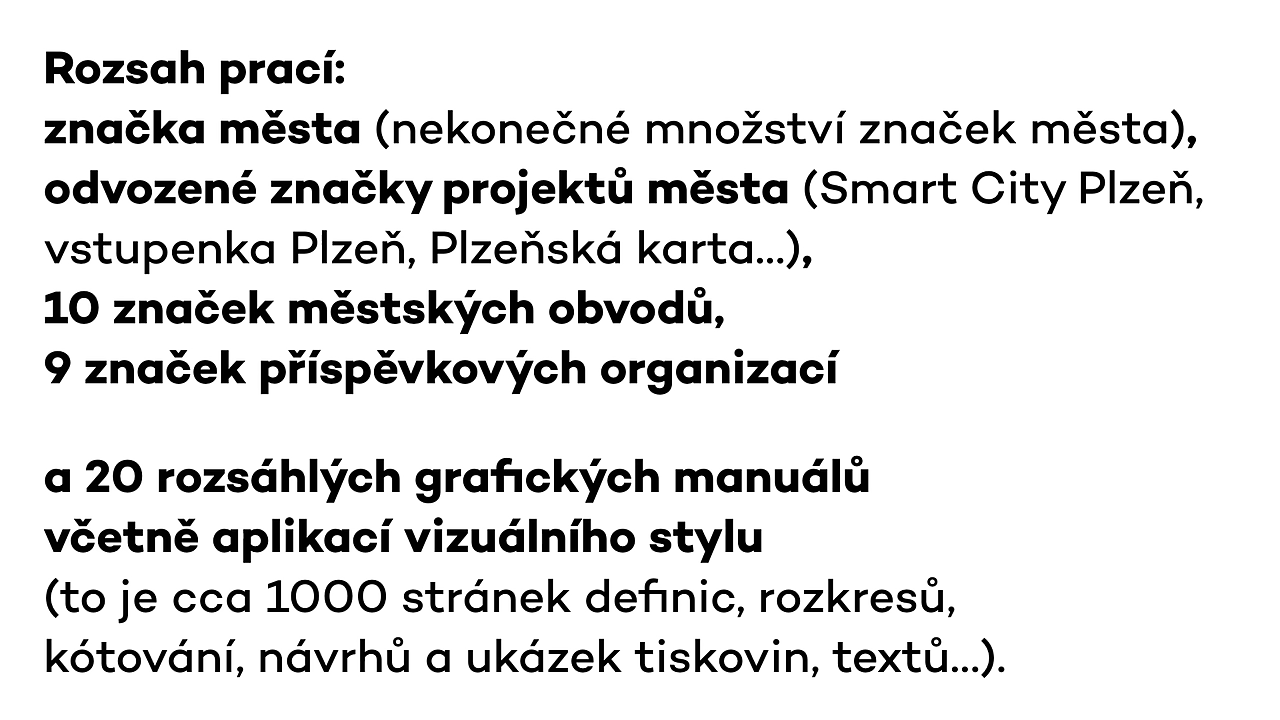 Rozsah prací:
značka města (nekonečné množství značek města),
odvozené značky projektů města (Smart City Plzeň,
vstupenka Plzeň, Plzeňská karta...),
10 značek městských obvodů,
9 značek příspěvkových organizací
a 20 rozsáhlých grafických manuálů
včetně aplikací vizuálního stylu
(to je cca 1000 stránek definic, rozkresů,
kótování, návrhů a ukázek tiskovin, textů...).